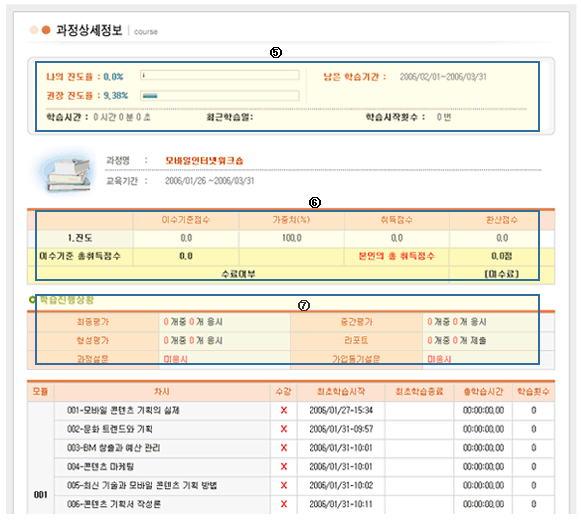 과정상세정보 | course
⑤
나의 진도율 : 0,0% 남은 학습기간 : 2006/02/01~2006/03/31
권장 진도율 : 9,38%
학습시간 : 0 시간 0 분 0 초 최근학습일: 학습시작횟수 : 0 번
과정명 : 모바일인터넷워크숍
교육기간 : 2006/01/26 ~2006/03/31
⑥
이수기준점수 가중치(%) 취득점수 환산점수
1.진도 0,0 100,0 0,0 0,0
이수기준 총취득점수 0,0 본인의 총 취득점수 0,0점
수료여부 [미수료]
학습진행상황
⑦
최종평가 0 개중 0 개 응시 중간평가 0 개중 0 개 응시
형성평가 0 개중 0 개 응시 리포트 0 개중 0 개 제출
과정설문 미응시 가입동기설문 미응시
모듈 차시 수강 최초학습시작 최초학습종료 총학습시간 학습횟수
001-모바일 콘텐츠 기획의 실제 X 2006/01/27-15:34 00:00:00,00 0
002-문화 트렌드와 기획 X 2006/01/31-09:57 00:00:00,00 0
003-BM 창출과 예산 관리 X 2006/01/31-10:01 00:00:00,00 0
004-콘텐츠 마케팅 X 2006/01/31-10:01 00:00:00,00 0
001 005-최신 기술과 모바일 콘텐츠 기획 방법 X 2006/01/31-10:02 00:00:00,00 0
006-콘텐츠 기획서 작성론 X 2006/01/31-10:11 00:00:00,00 0